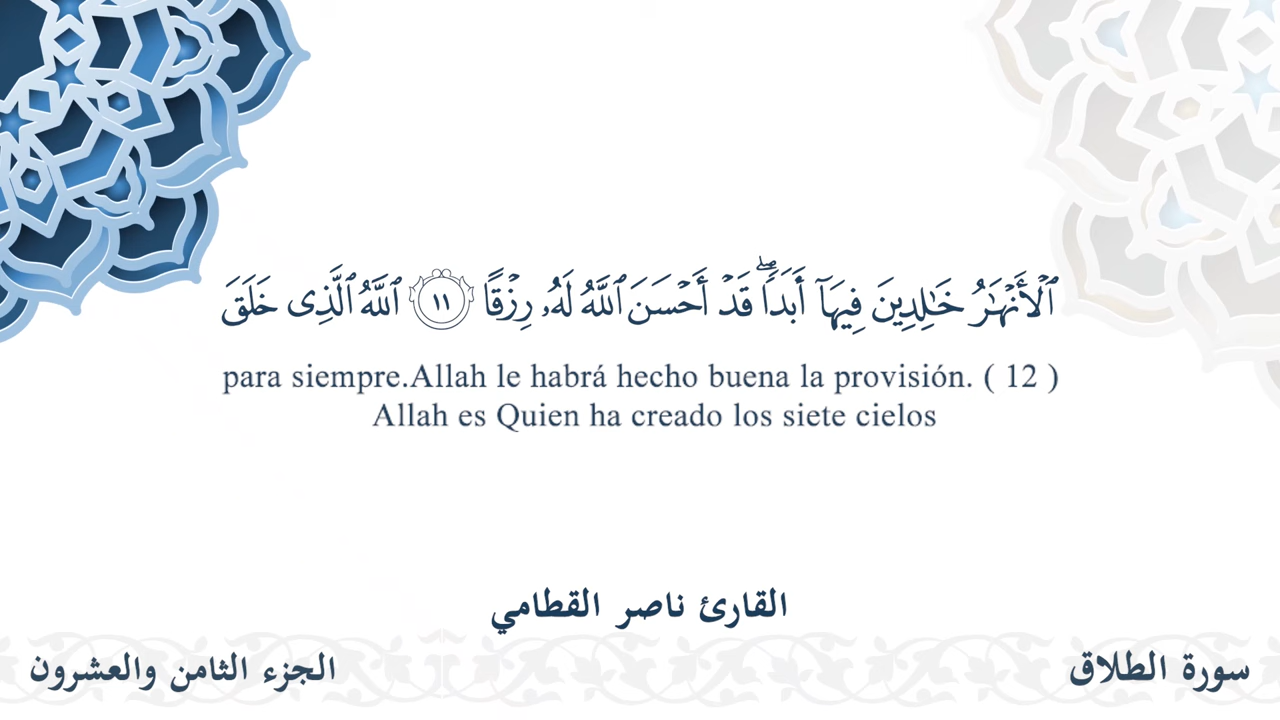 ٱلْأَنْهَٰرُ خَٰلِدِينَ فِيهَآ أَبَدًۭا ۖ قَدْ أَحْسَنَ ٱللَّهُ لَهُۥ رِزْقًا ١١ ٱللَّهُ ٱلَّذِى خَلَقَ
para siempre.Allah le habrá hecho buena la provisión. ( 12 )
Allah es Quien ha creado los siete cielos
القارئ ناصر القطامي
سورة الطلاق
الجزء الثامن والعشرون